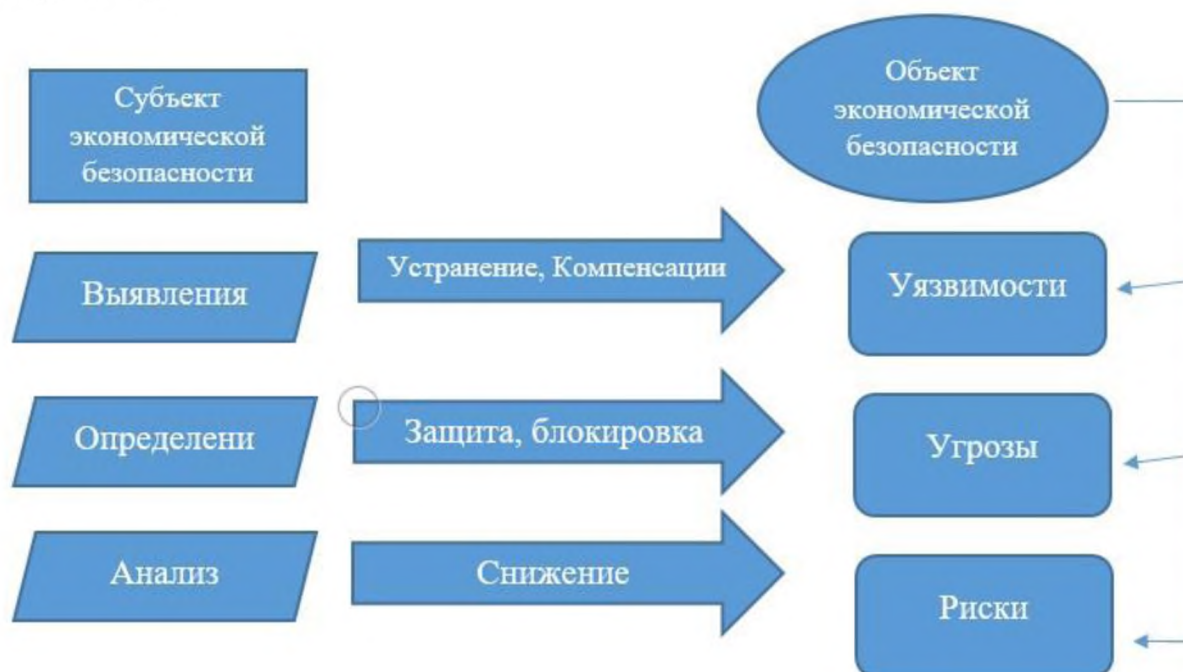 Субъект
экономической
безопасности
Объект
экономической
безопасности
Выявления
Устранение, Компенсации
Уязвимости
Определени
Защита, блокировка
Угрозы
Анализ
Снижение
Риски